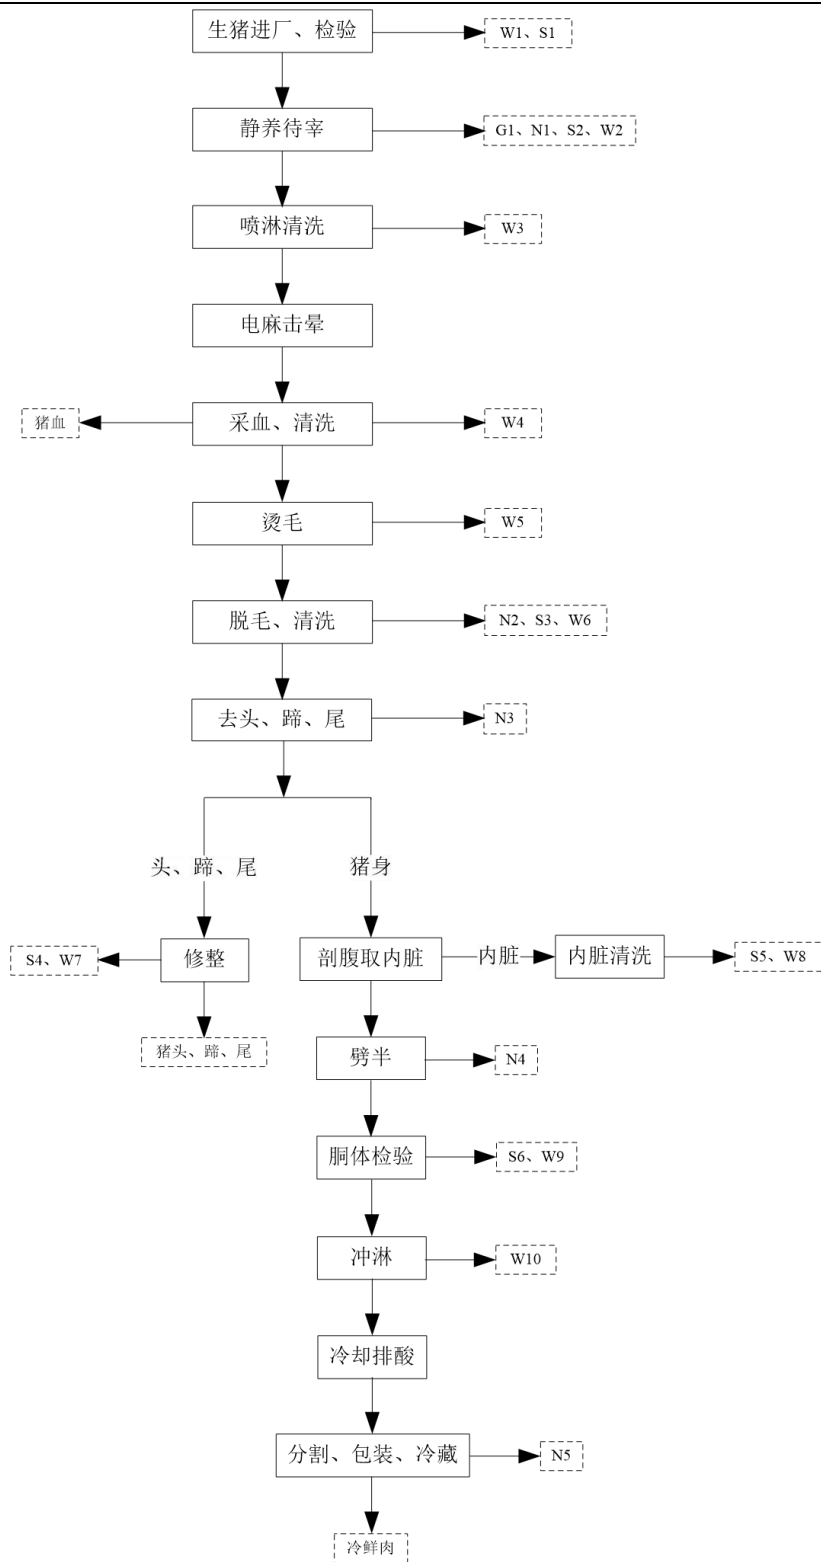 生猪进厂、检验
W1、S1
静养待宰
G1、N1、S2、W2
喷淋清洗
W3
电麻击晕
猪血
采血、清洗
W4
烫毛
W5
脱毛、清洗
N2、S3、W6
去头、蹄、尾
N3
头、蹄、尾
猪身
S4、W7
修整
剖腹取内脏
内脏
内脏清洗
S5、W8
猪头、蹄、尾
劈半
N4
胴体检验
S6、W9
冲淋
W10
冷却排酸
分割、包装、冷藏
N5
冷鲜肉